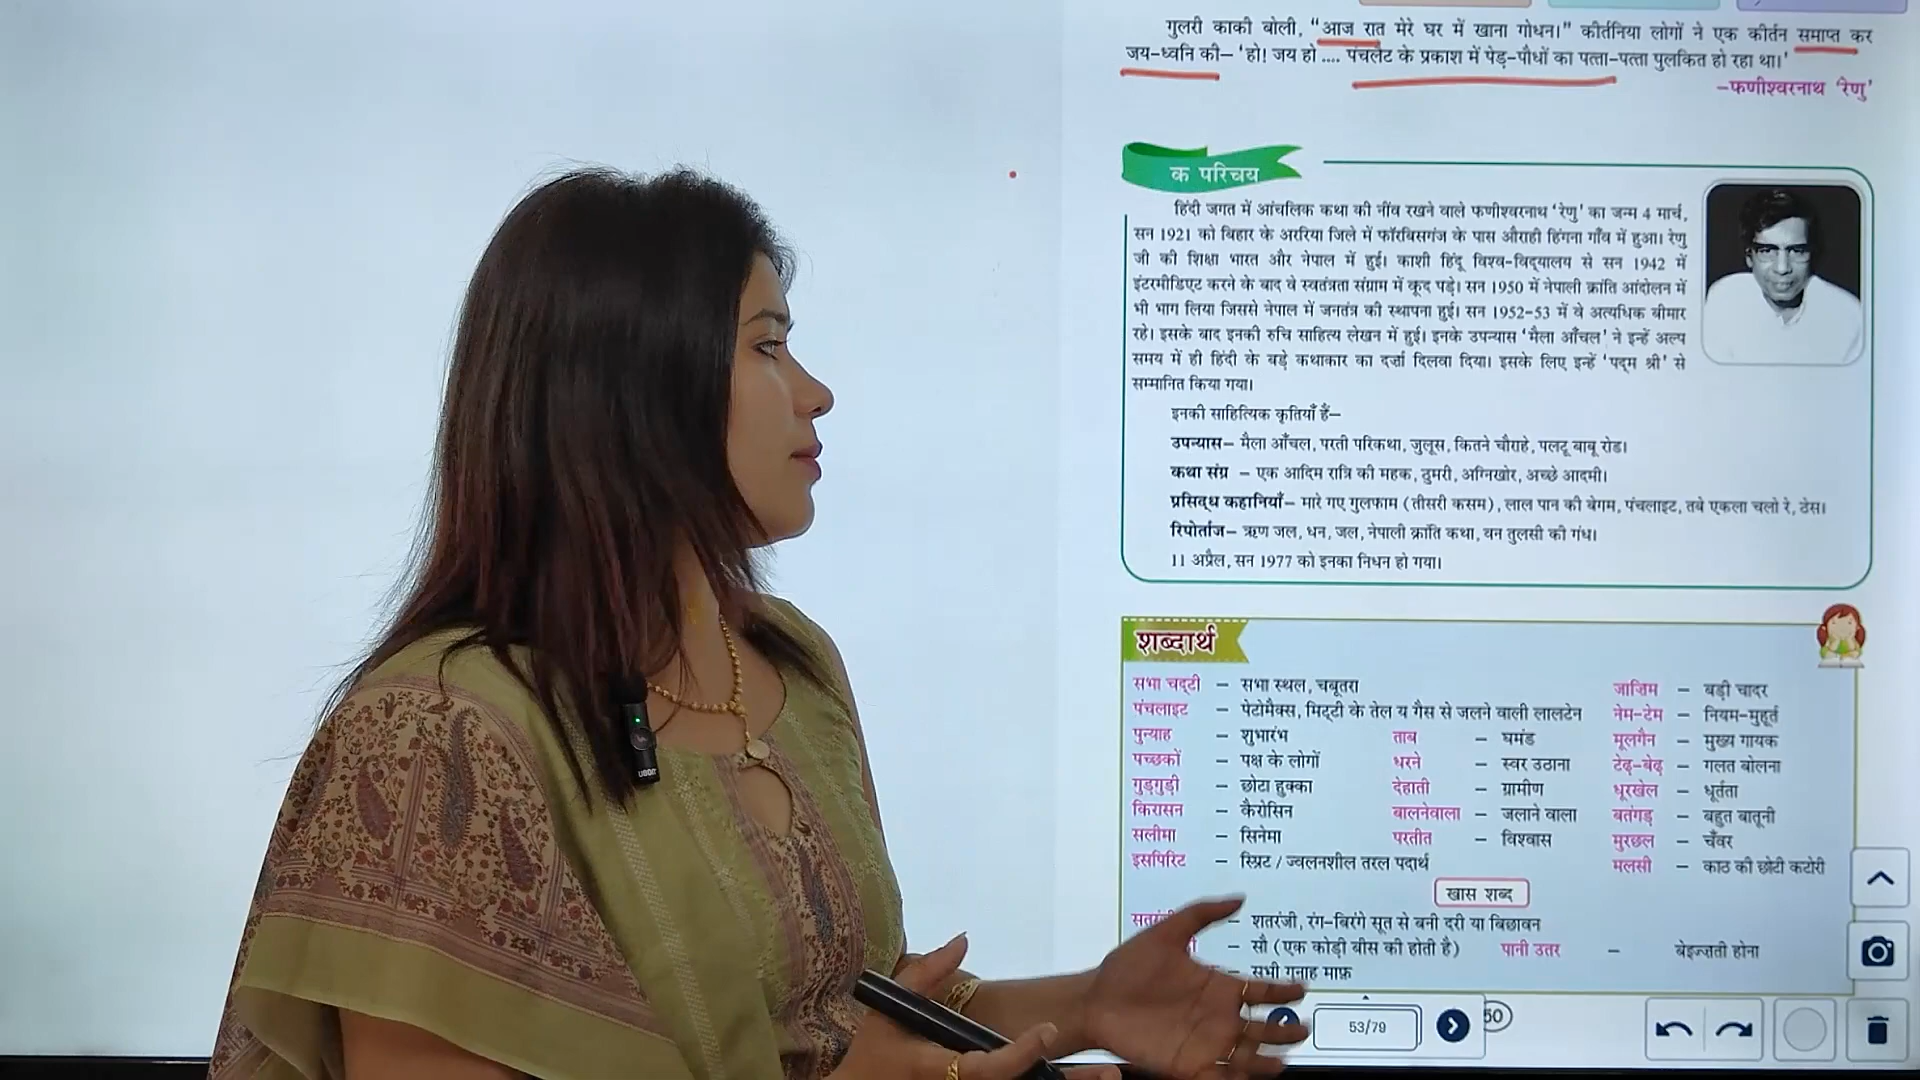 गुलरी काकी बोली, “आज रात मेरे घर में खाना गोधन।” कीर्तनिया लोगों ने एक कीर्तन समाप्त कर
जय-ध्वनि की– ‘हो! जय हो .... पंचलैट के प्रकाश में पेड़-पौधों का पत्ता-पत्ता पुलकित हो रहा था।’
–फणीश्वरनाथ ‘रेणु’
क परिचय
हिंदी जगत में आंचलिक कथा की नींव रखने वाले फणीश्वरनाथ ‘रेणु’ का जन्म 4 मार्च,
सन 1921 को बिहार के अररिया जिले में फॉरबिसगंज के पास औराही हिंगना गाँव में हुआ। रेणु
जी की शिक्षा भारत और नेपाल में हुई। काशी हिंदू विश्व-विद्यालय से सन 1942 में
इंटरमीडिएट करने के बाद वे स्वतंत्रता संग्राम में कूद पड़े। सन 1950 में नेपाली क्रांति आंदोलन में
भी भाग लिया जिससे नेपाल में जनतंत्र की स्थापना हुई। सन 1952-53 में वे अत्यधिक बीमार
रहे। इसके बाद इनकी रुचि साहित्य लेखन में हुई। इनके उपन्यास ‘मैला आँचल’ ने इन्हें अल्प
समय में ही हिंदी के बड़े कथाकार का दर्ज़ा दिलवा दिया। इसके लिए इन्हें ‘पद्म श्री’ से
सम्मानित किया गया।
इनकी साहित्यिक कृतियाँ हैं–
उपन्यास– मैला आँचल, परती परिकथा, जुलूस, कितने चौराहे, पलटू बाबू रोड।
कथा संग्र – एक आदिम रात्रि की महक, ठुमरी, अग्निखोर, अच्छे आदमी।
प्रसिद्ध कहानियाँ– मारे गए गुलफाम (तीसरी कसम), लाल पान की बेगम, पंचलाइट, तबे एकला चलो रे, ठेस।
रिपोर्ताज– ऋण जल, धन, जल, नेपाली क्रांति कथा, वन तुलसी की गंध।
11 अप्रैल, सन 1977 को इनका निधन हो गया।
शब्दार्थ
सभा चद्टी – सभा स्थल, चबूतरा जाज़िम – बड़ी चादर
पंचलाइट – पेटोमैक्स, मिट्टी के तेल य गैस से जलने वाली लालटेन नेम-टेम – नियम-मुहूर्त
पुन्याह – शुभारंभ ताब – घमंड मूलगैन – मुख्य गायक
पच्छकों – पक्ष के लोगों धरने – स्वर उठाना टेढ़-बेढ़ – गलत बोलना
गुड़गुड़ी – छोटा हुक्का देहाती – ग्रामीण धूरखेल – धूर्तता
किरासन – कैरोसिन बालनेवाला – जलाने वाला बतंगड़ – बहुत बातूनी
सलीमा – सिनेमा परतीत – विश्वास मुरछल – चँवर
इसपिरिट – स्प्रिट / ज्वलनशील तरल पदार्थ मलसी – काठ की छोटी कटोरी
खास शब्द
– शतरंजी, रंग-बिरंगे सूत से बनी दरी या बिछावन
– सौ (एक कोड़ी बीस की होती है) पानी उतर – बेइज्जती होना
– सभी गुनाह माफ़
53/79
50